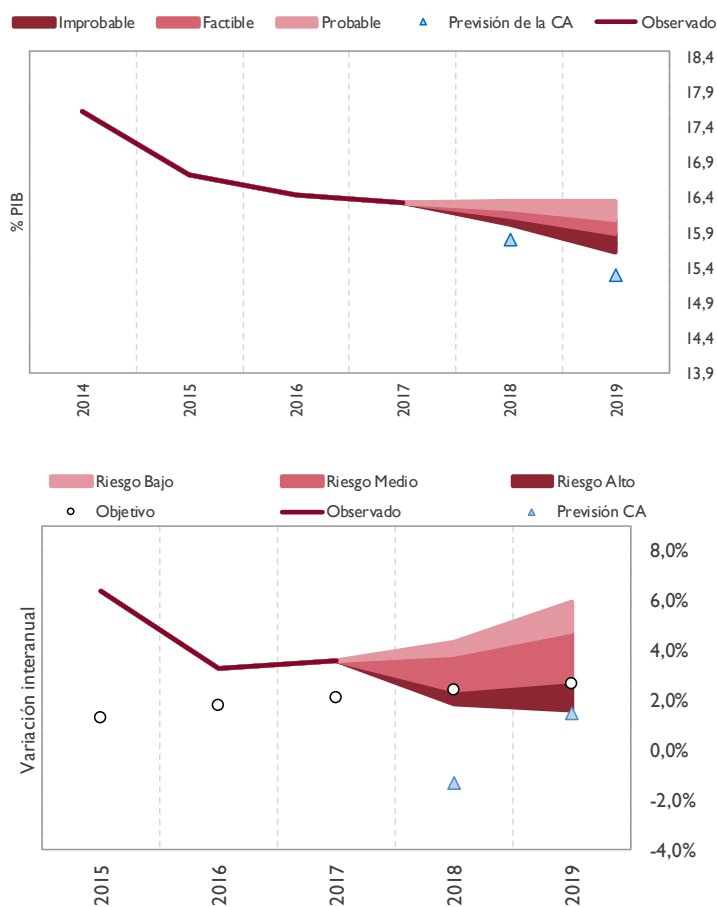 Improbable Factible Probable Previsión de la CA Observado
% PIB
18,4
17,9
17,4
16,9
16,4
15,9
15,4
14,9
14,4
13,9
2014 2015 2016 2017 2018 2019
Riesgo Bajo Riesgo Medio Riesgo Alto
Objetivo Observado Previsión CA
Variación interanual
8,0%
6,0%
4,0%
2,0%
0,0%
-2,0%
-4,0%
2015 2016 2017 2018 2019